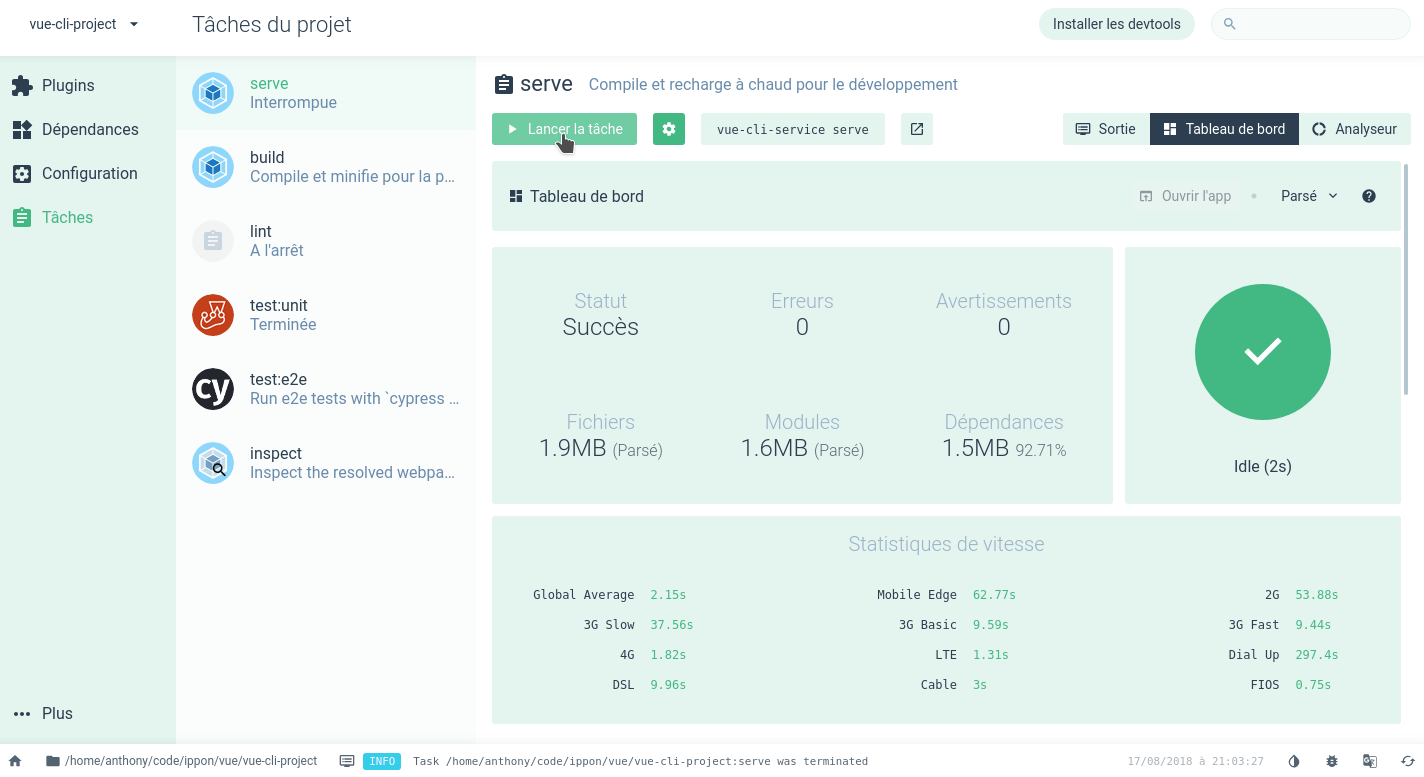 vue-cli-project
Tâches du projet
Installer les devtools
Plugins
Dépendances
Configuration
Tâches
Plus
serve
Interrompue
build
Compile et minifie pour la p…
lint
A l'arrêt
test:unit
Terminée
cy
test:e2e
Run e2e tests with `cypress …
inspect
Inspect the resolved webpa…
serve Compile et recharge à chaud pour le développement
Lancer la tâche vue-cli-service serve Sortie Tableau de bord Analyseur
Tableau de bord Ouvrir l'app Parsé
Statut Erreurs Avertissements
Succès 0 0
Fichiers Modules Dépendances
1.9MB (Parsé) 1.6MB (Parsé) 1.5MB 92.71%
Idle (2s)
Statistiques de vitesse
Global Average 2.15s Mobile Edge 62.77s 2G 53.88s
3G Slow 37.56s 3G Basic 9.59s 3G Fast 9.44s
4G 1.82s LTE 1.31s Dial Up 297.4s
DSL 9.96s Cable 3s FIOS 0.75s
/home/anthony/code/ippon/vue/vue-cli-project INFO Task /home/anthony/code/ippon/vue/vue-cli-project:serve was terminated 17/08/2018 à 21:03:27